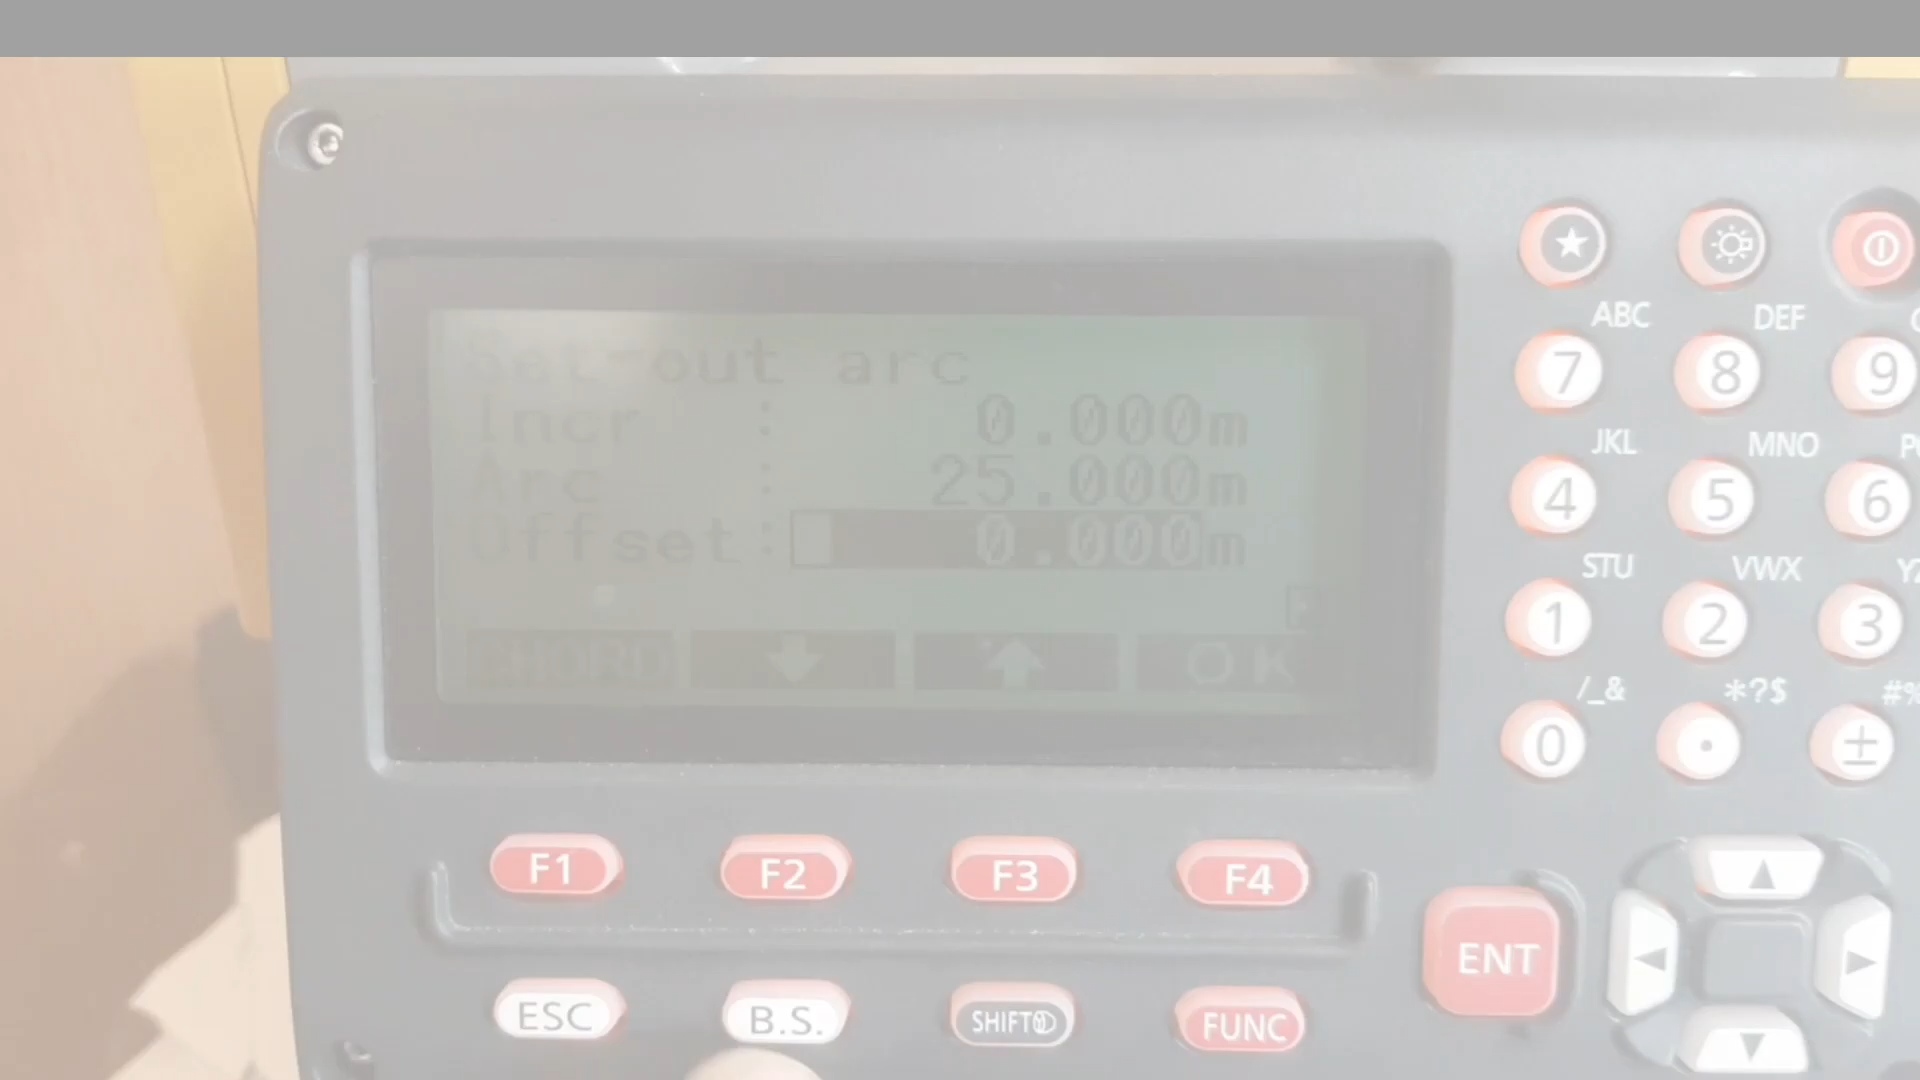 Set-out arc
Incr : 0.000m
Arc : 25.000m
Offset: 0.000m
CHORD OK
ABC DEF
7 8 9
JKL MNO
4 5 6
STU VWX
1 2 3
/_& *?$ #%
0 . ±
F1 F2 F3 F4
ENT
ESC B.S. SHIFT FUNC